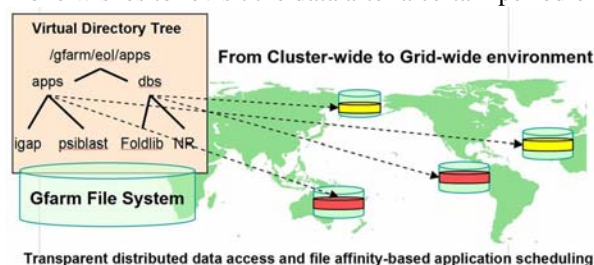 Virtual Directory Tree
/gfarm/eol/apps
From Cluster-wide to Grid-wide environment
apps dbs
igap psiblast Foldlib NR
Gfarm File System
Transparent distributed data access and file affinity-based application scheduling